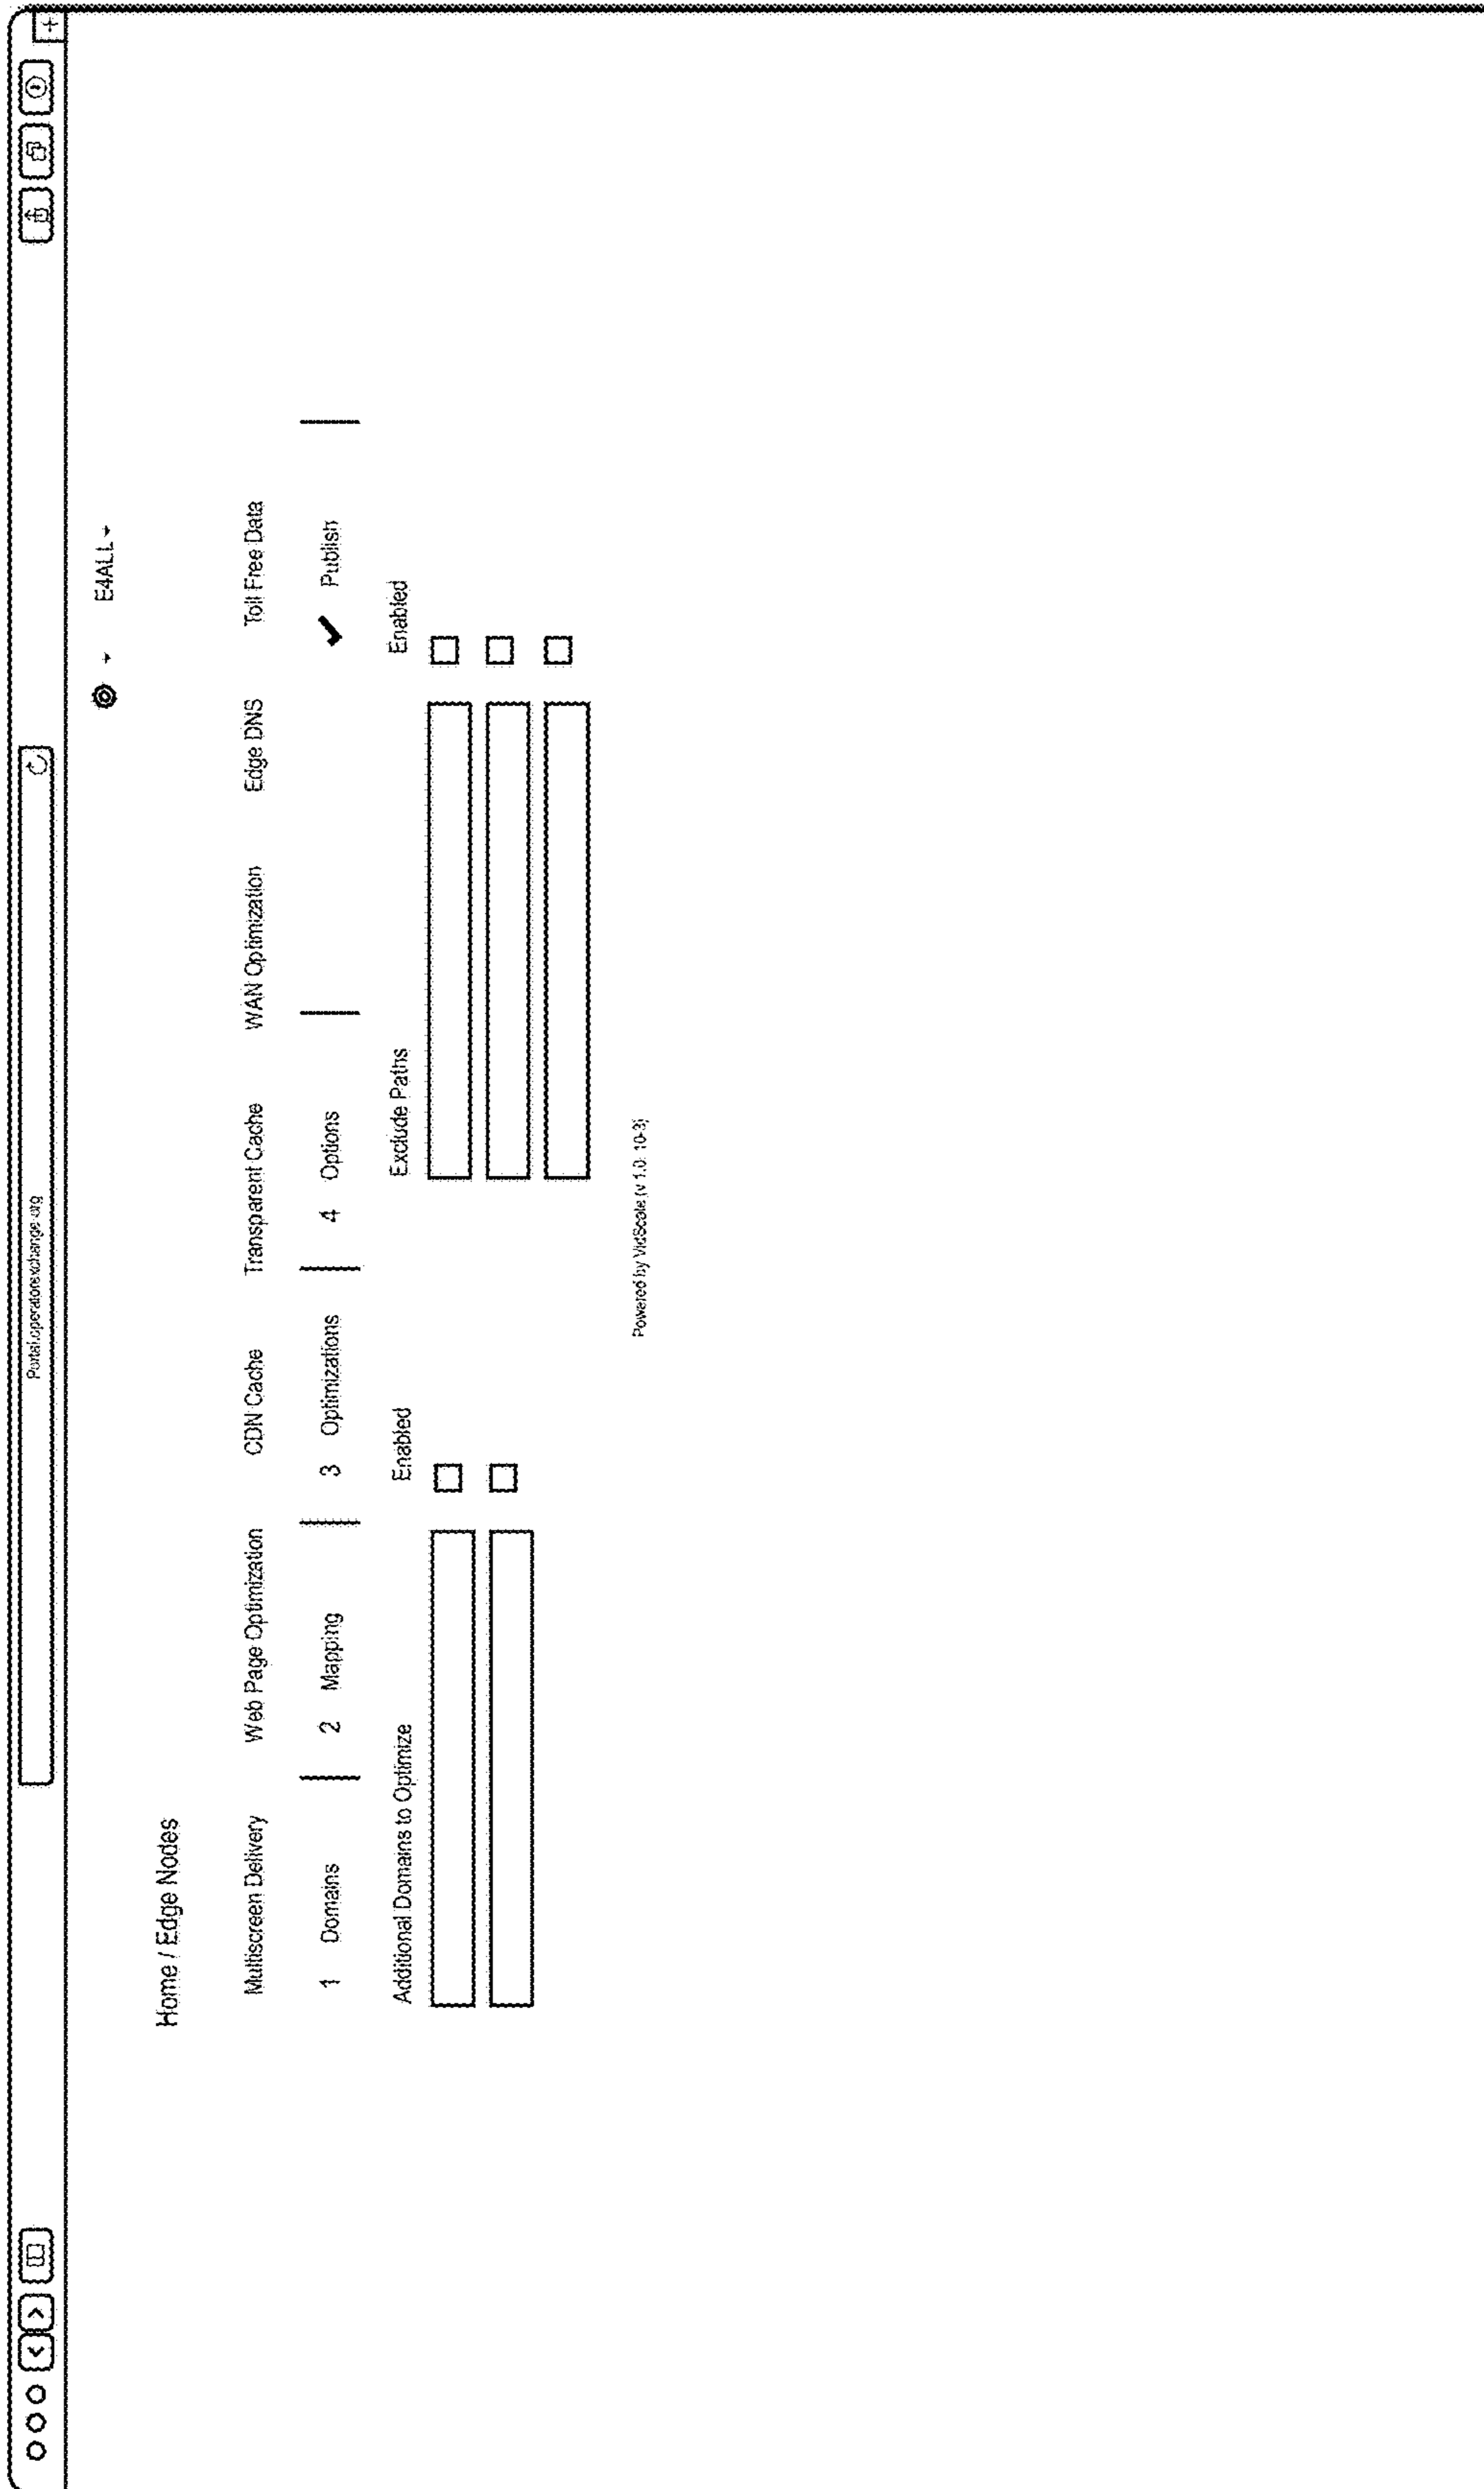 Portal.operatorexchange.org
E4ALL
Home / Edge Nodes
Multiscreen Delivery Web Page Optimization CDN Cache Transparent Cache WAN Optimization Edge DNS Toll Free Data
1 Domains 2 Mapping 3 Optimizations 4 Options ✔ Publish
Additional Domains to Optimize Enabled Exclude Paths Enabled
Powered by VidScale (v 1.0. 10-3)